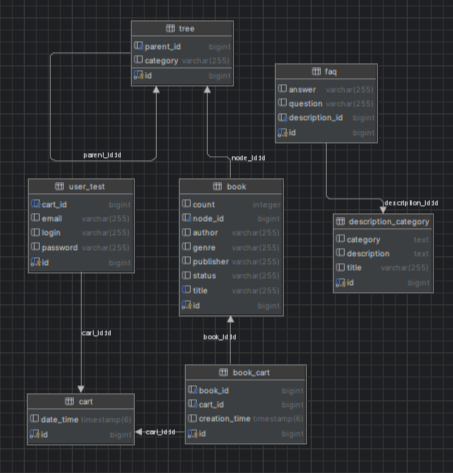 tree
parent_id bigint
category varchar(255)
id bigint
faq
answer varchar(255)
question varchar(255)
description_id bigint
id bigint
parent_id:id
node_id:id
description_id:id
user_test
cart_id bigint
email varchar(255)
login varchar(255)
password varchar(255)
id bigint
book
count integer
node_id bigint
author varchar(255)
genre varchar(255)
publisher varchar(255)
status varchar(255)
title varchar(255)
id bigint
description_category
category text
description text
title varchar(255)
id bigint
cart_id:id
book_id:id
book_cart
book_id bigint
cart_id bigint
creation_time timestamp(6)
id bigint
cart
date_time timestamp(6)
id bigint
cart_id:id